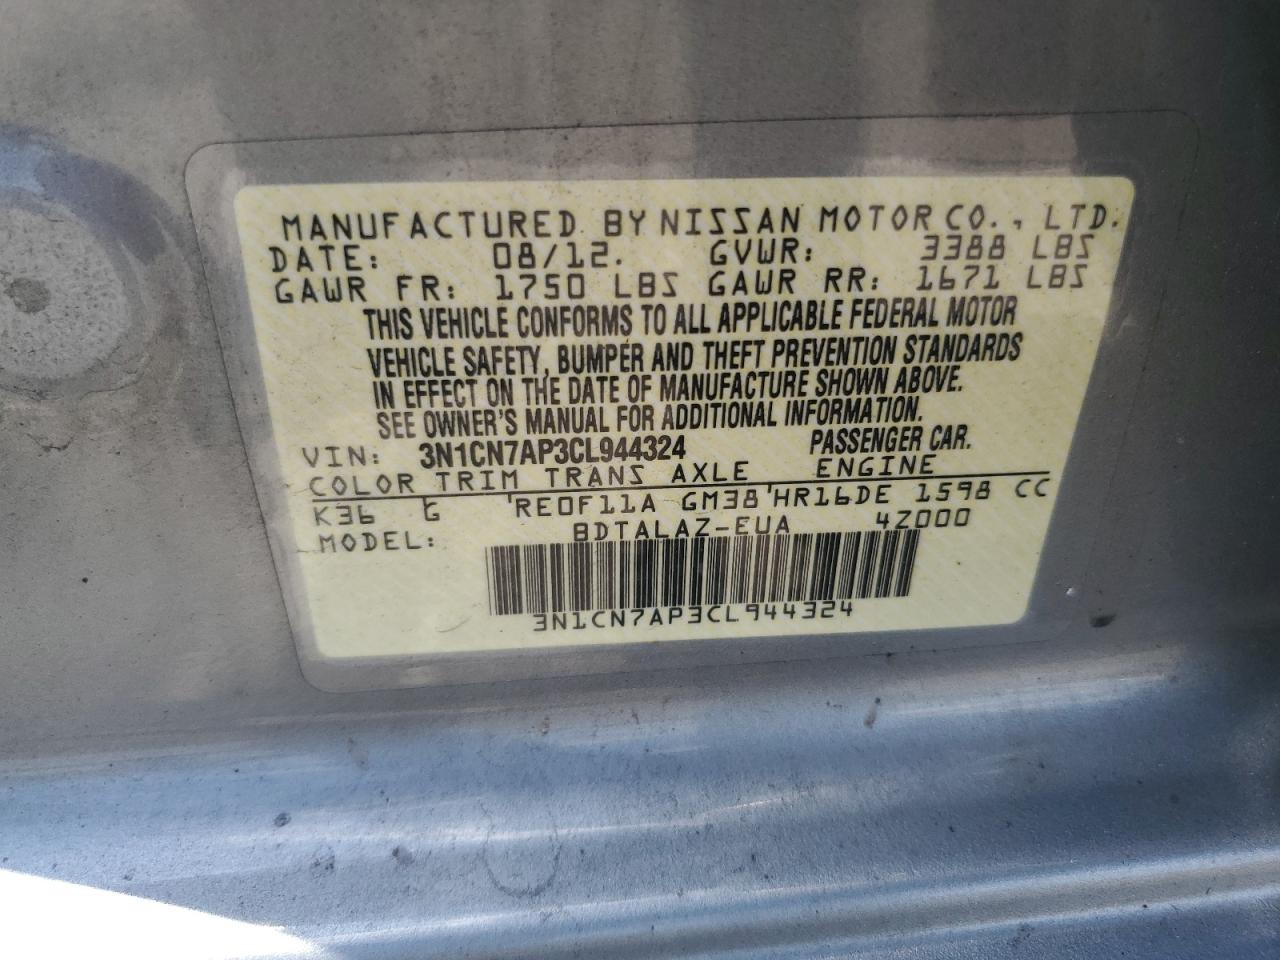 MANUFACTURED BY NISSAN MOTOR CO., LTD.
DATE: 08/12. GVWR: 3388 LBS
GAWR FR: 1750 LBS GAWR RR: 1671 LBS
THIS VEHICLE CONFORMS TO ALL APPLICABLE FEDERAL MOTOR
VEHICLE SAFETY, BUMPER AND THEFT PREVENTION STANDARDS
IN EFFECT ON THE DATE OF MANUFACTURE SHOWN ABOVE.
SEE OWNER'S MANUAL FOR ADDITIONAL INFORMATION.
VIN: 3N1CN7AP3CL944324 PASSENGER CAR.
COLOR TRIM TRANS AXLE ENGINE
K36 G RE0F11A GM38 HR16DE 1598 CC
MODEL: BDTALAZ-EUA 4Z000
3N1CN7AP3CL944324